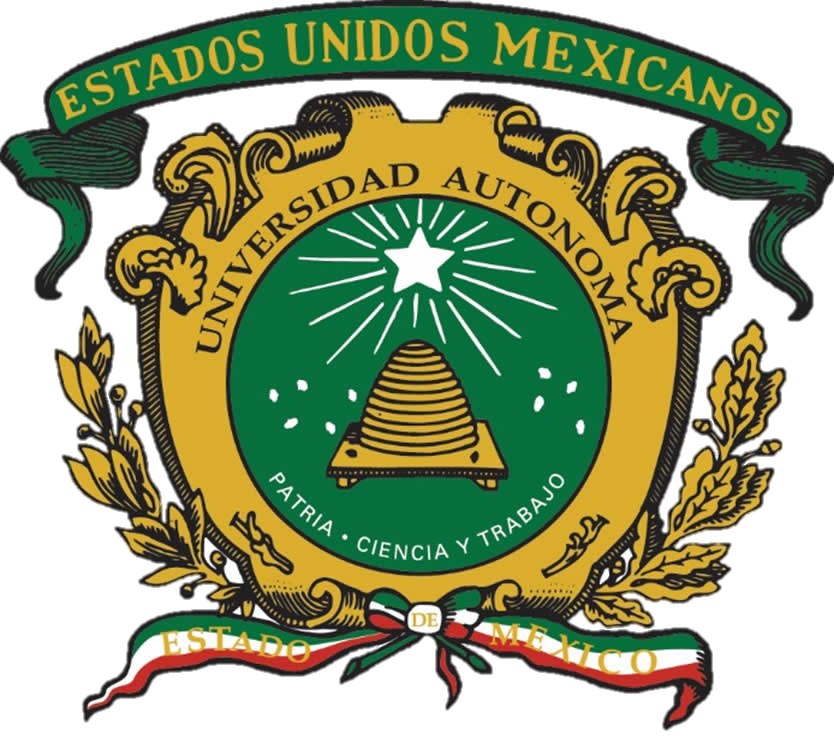 ESTADOS UNIDOS MEXICANOS
UNIVERSIDAD AUTONOMA
PATRIA • CIENCIA Y TRABAJO
ESTADO DE MEXICO